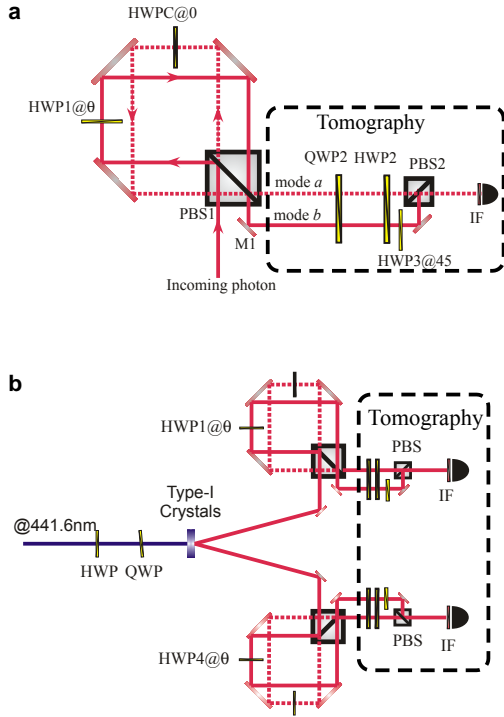 a
HWPC@0
HWP1@θ
Tomography
QWP2
HWP2
PBS2
mode a
mode b
PBS1
M1
IF
HWP3@45
Incoming photon
b
HWP1@θ
Tomography
PBS
IF
Type-I
Crystals
@441.6nm
HWP
QWP
HWP4@θ
PBS
IF